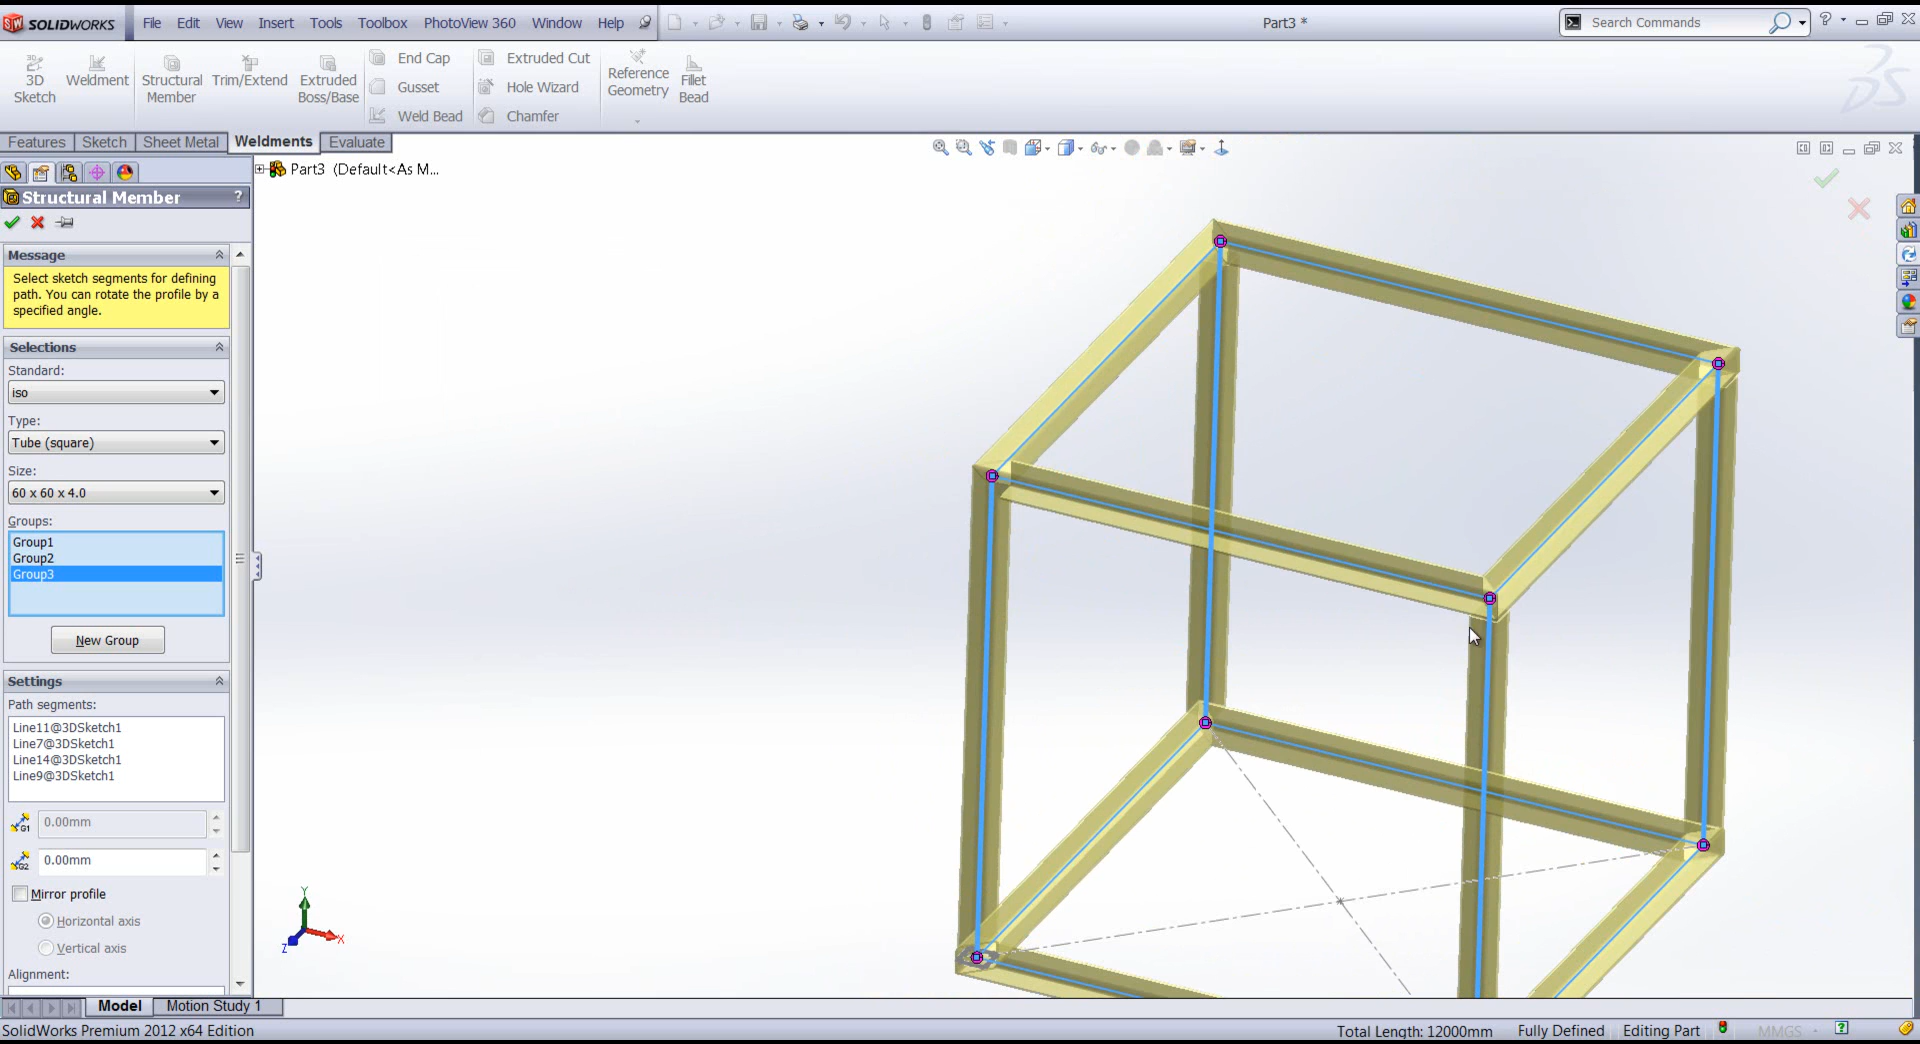 SOLIDWORKS File Edit View Insert Tools Toolbox PhotoView 360 Window Help Part3 * Search Commands
3D Sketch
Weldment
Structural Member
Trim/Extend
Extruded Boss/Base
End Cap
Gusset
Weld Bead
Extruded Cut
Hole Wizard
Chamfer
Reference Geometry
Fillet Bead
Features Sketch Sheet Metal Weldments Evaluate
Part3 (Default<As M...
Structural Member ?
Message
Select sketch segments for defining
path. You can rotate the profile by a
specified angle.
Selections
Standard:
iso
Type:
Tube (square)
Size:
60 x 60 x 4.0
Groups:
Group1
Group2
Group3
New Group
Settings
Path segments:
Line11@3DSketch1
Line7@3DSketch1
Line14@3DSketch1
Line9@3DSketch1
G1 0.00mm
G2 0.00mm
Mirror profile
Horizontal axis
Vertical axis
Alignment:
Y
X
Z
Model Motion Study 1
SolidWorks Premium 2012 x64 Edition Total Length: 12000mm Fully Defined Editing Part MMGS